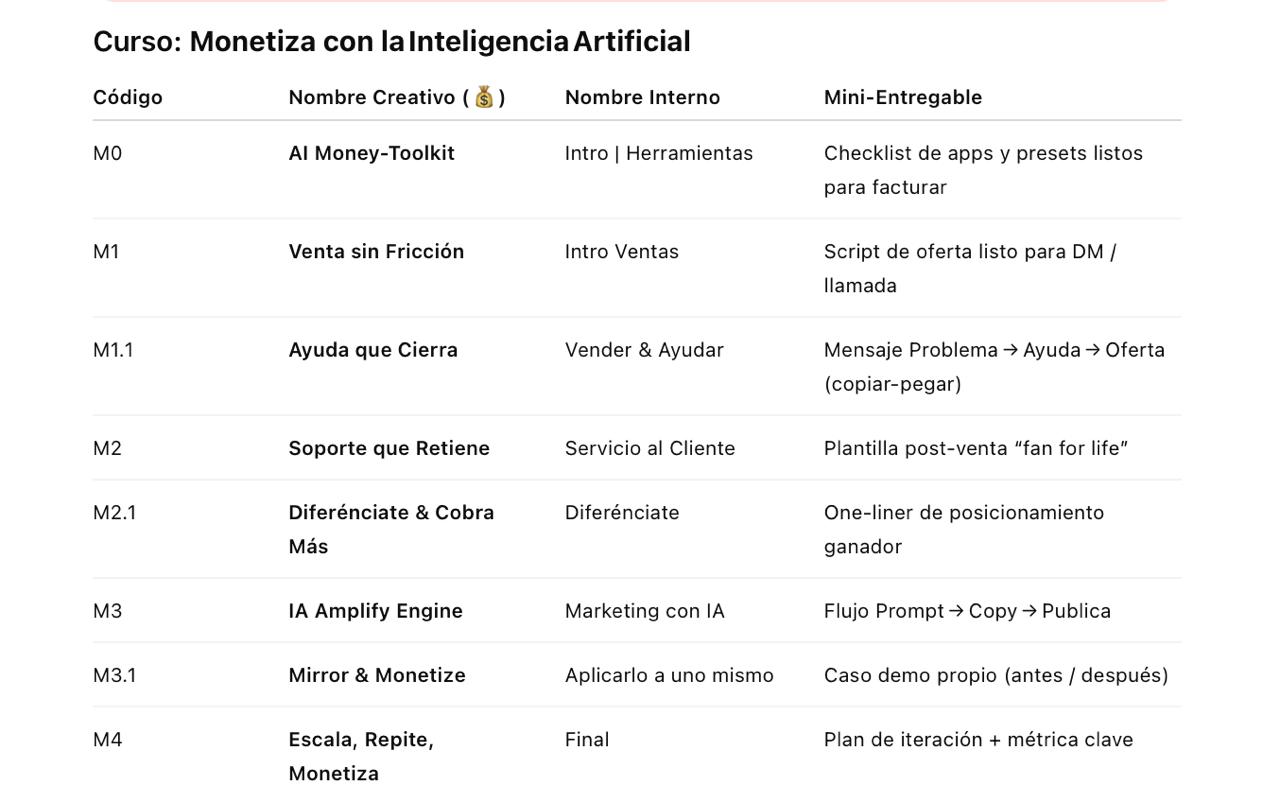 Curso: Monetiza con la Inteligencia Artificial
Código Nombre Creativo ( 💰 ) Nombre Interno Mini-Entregable
M0 AI Money-Toolkit Intro | Herramientas Checklist de apps y presets listos
para facturar
M1 Venta sin Fricción Intro Ventas Script de oferta listo para DM /
llamada
M1.1 Ayuda que Cierra Vender & Ayudar Mensaje Problema → Ayuda → Oferta
(copiar-pegar)
M2 Soporte que Retiene Servicio al Cliente Plantilla post-venta “fan for life”
M2.1 Diferénciate & Cobra Diferénciate One-liner de posicionamiento
Más ganador
M3 IA Amplify Engine Marketing con IA Flujo Prompt → Copy → Publica
M3.1 Mirror & Monetize Aplicarlo a uno mismo Caso demo propio (antes / después)
M4 Escala, Repite, Final Plan de iteración + métrica clave
Monetiza